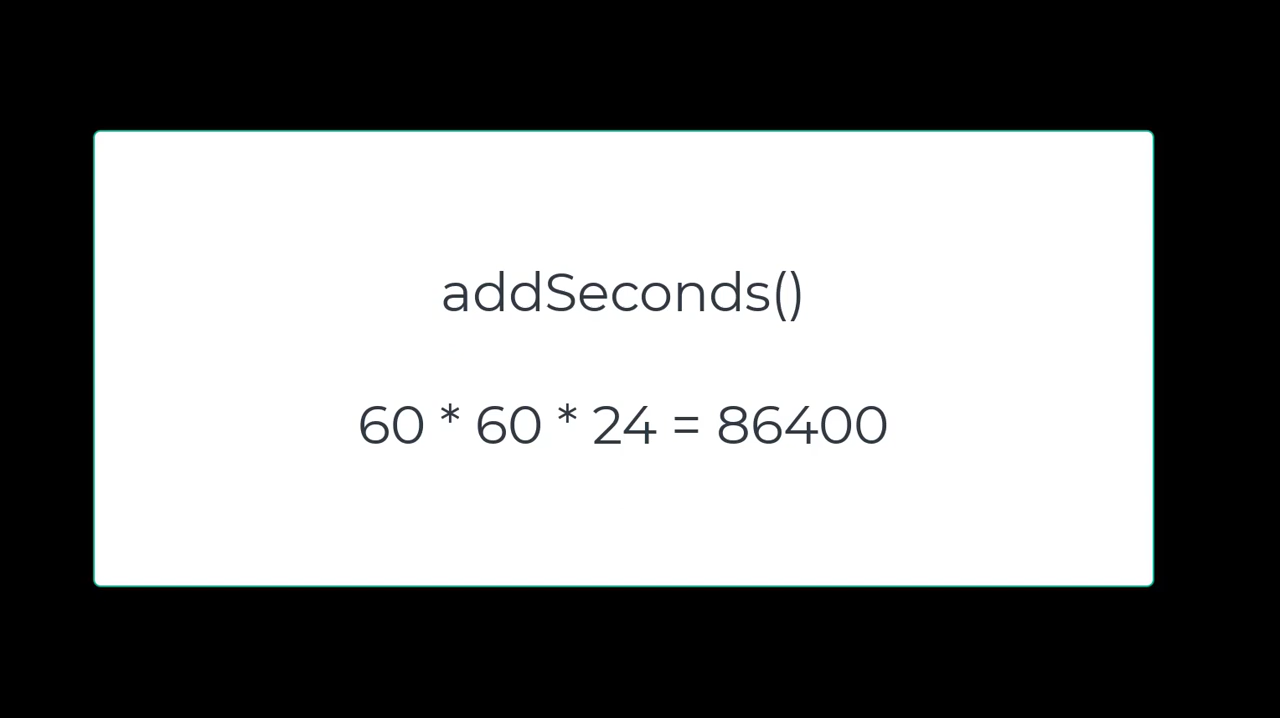 addSeconds()
60 * 60 * 24 = 86400